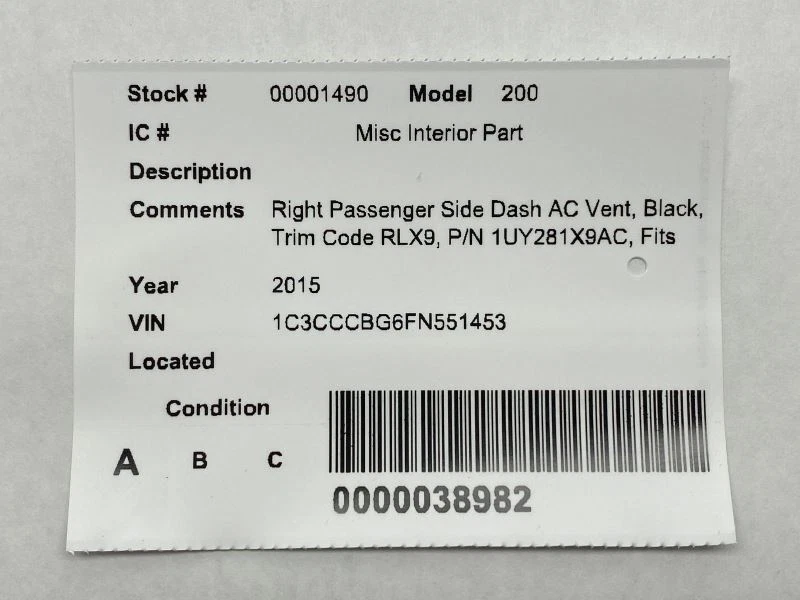 Stock # 00001490 Model 200
IC # Misc Interior Part
Description
Comments Right Passenger Side Dash AC Vent, Black,
Trim Code RLX9, P/N 1UY281X9AC, Fits
Year 2015
VIN 1C3CCCBG6FN551453
Located
Condition
A B C
0000038982